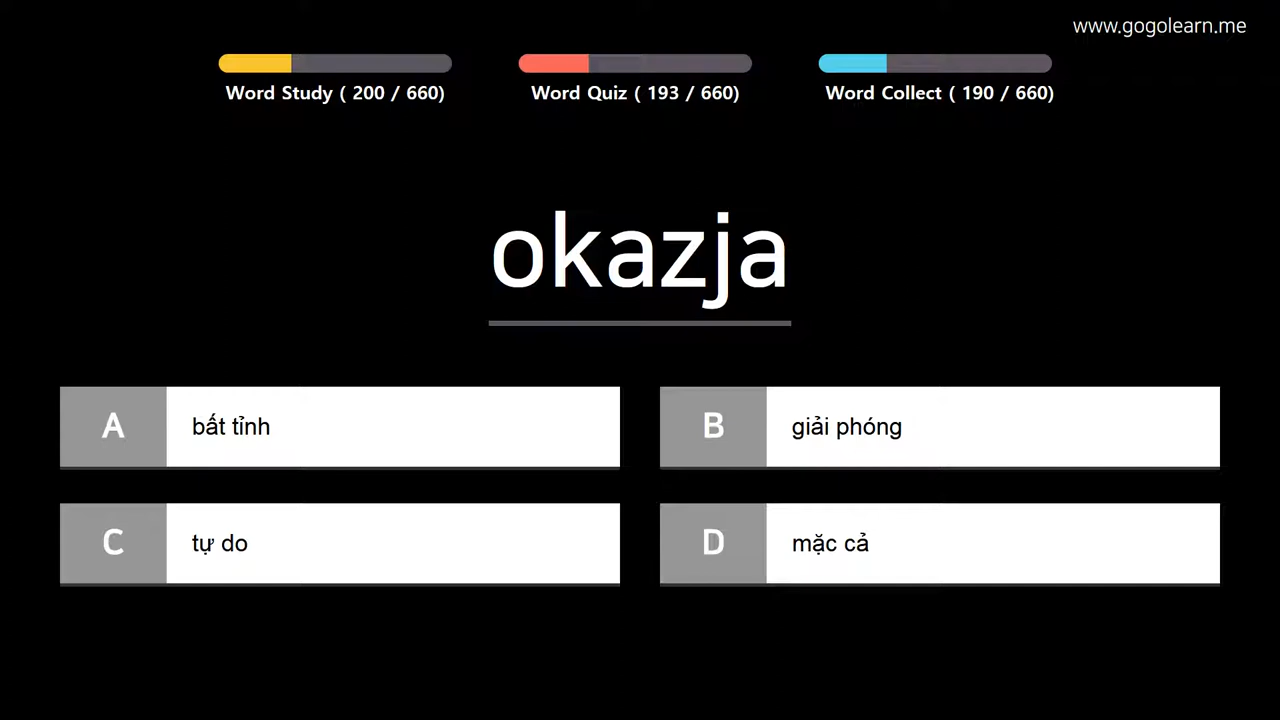 www.gogolearn.me
Word Study ( 200 / 660)
Word Quiz ( 193 / 660)
Word Collect ( 190 / 660)
okazja
A
bất tỉnh
B
giải phóng
C
tự do
D
mặc cả